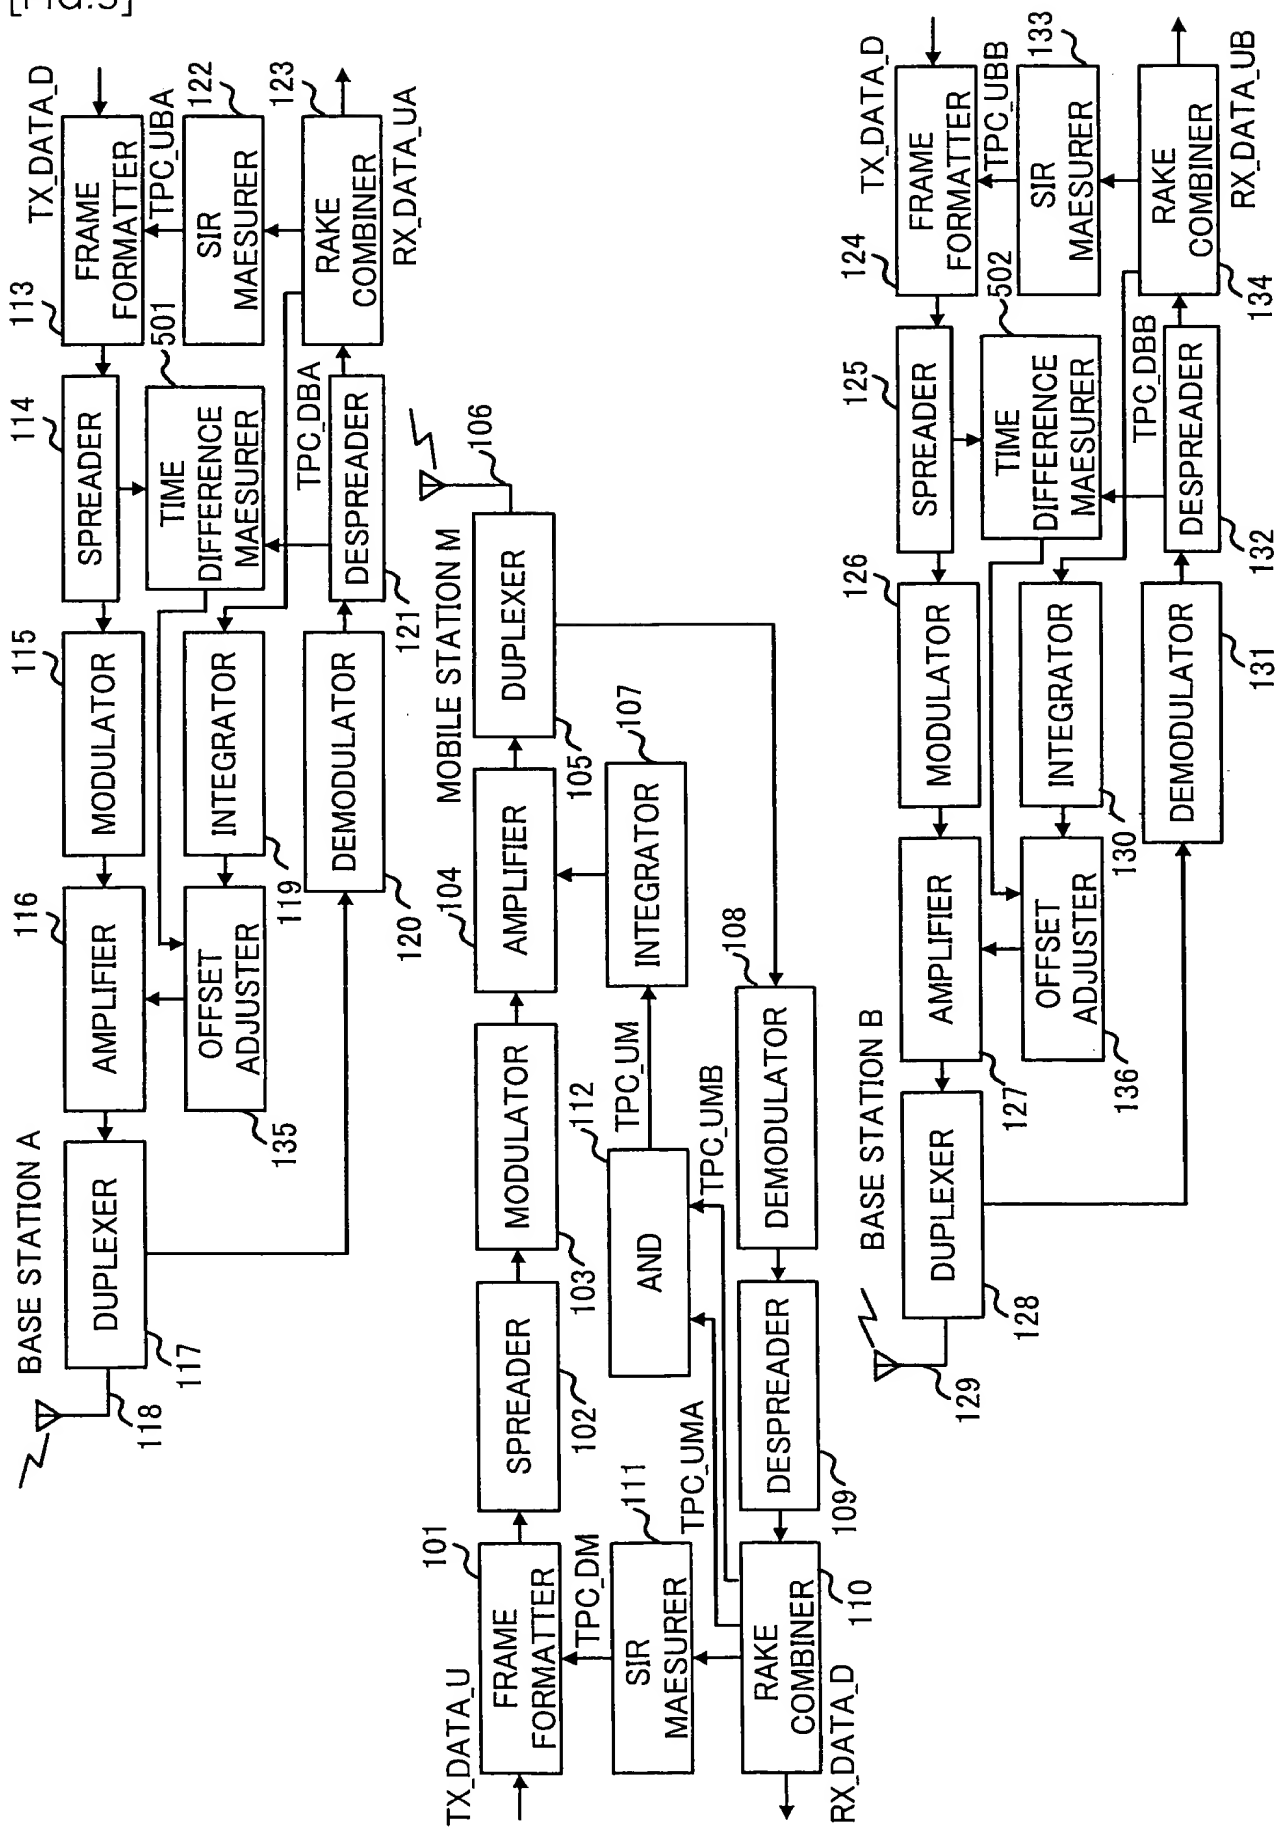 [Fig.5]
BASE STATION A
TX_DATA_D
118
117
DUPLEXER
116
AMPLIFIER
115
MODULATOR
114
SPREADER
113
FRAME
FORMATTER
TPC_UBA
135
OFFSET
ADJUSTER
119
INTEGRATOR
501
TIME
DIFFERENCE
MAESURER
122
SIR
MAESURER
120
DEMODULATOR
121
DESPREADER
TPC_DBA
123
RAKE
COMBINER
RX_DATA_UA
MOBILE STATION M
TX_DATA_U
101
FRAME
FORMATTER
102
SPREADER
103
MODULATOR
104
AMPLIFIER
105
DUPLEXER
106
TPC_DM
111
SIR
MAESURER
TPC_UMA
112
AND
TPC_UM
TPC_UMB
107
INTEGRATOR
110
RAKE
COMBINER
RX_DATA_D
109
DESPREADER
108
DEMODULATOR
BASE STATION B
TX_DATA_D
129
128
DUPLEXER
127
AMPLIFIER
126
MODULATOR
125
SPREADER
124
FRAME
FORMATTER
TPC_UBB
136
OFFSET
ADJUSTER
130
INTEGRATOR
502
TIME
DIFFERENCE
MAESURER
133
SIR
MAESURER
131
DEMODULATOR
132
DESPREADER
TPC_DBB
134
RAKE
COMBINER
RX_DATA_UB